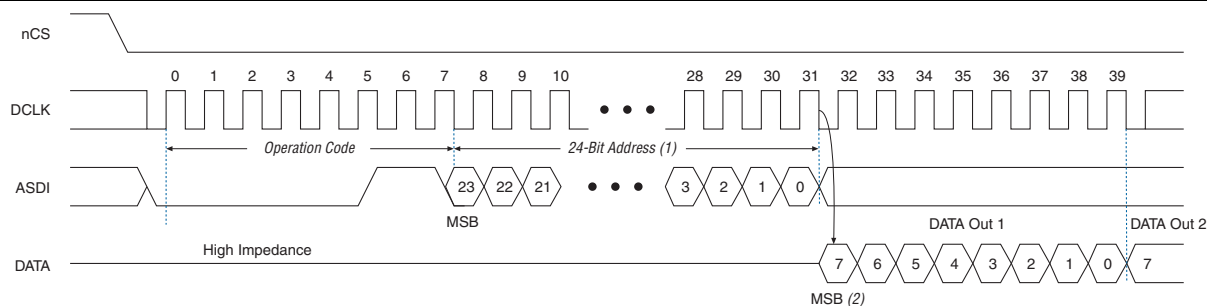 nCS
0 1 2 3 4 5 6 7 8 9 10 28 29 30 31 32 33 34 35 36 37 38 39
DCLK
Operation Code 24-Bit Address (1)
ASDI 23 22 21 3 2 1 0
MSB
DATA Out 1 DATA Out 2
High Impedance
DATA 7 6 5 4 3 2 1 0 7
MSB (2)